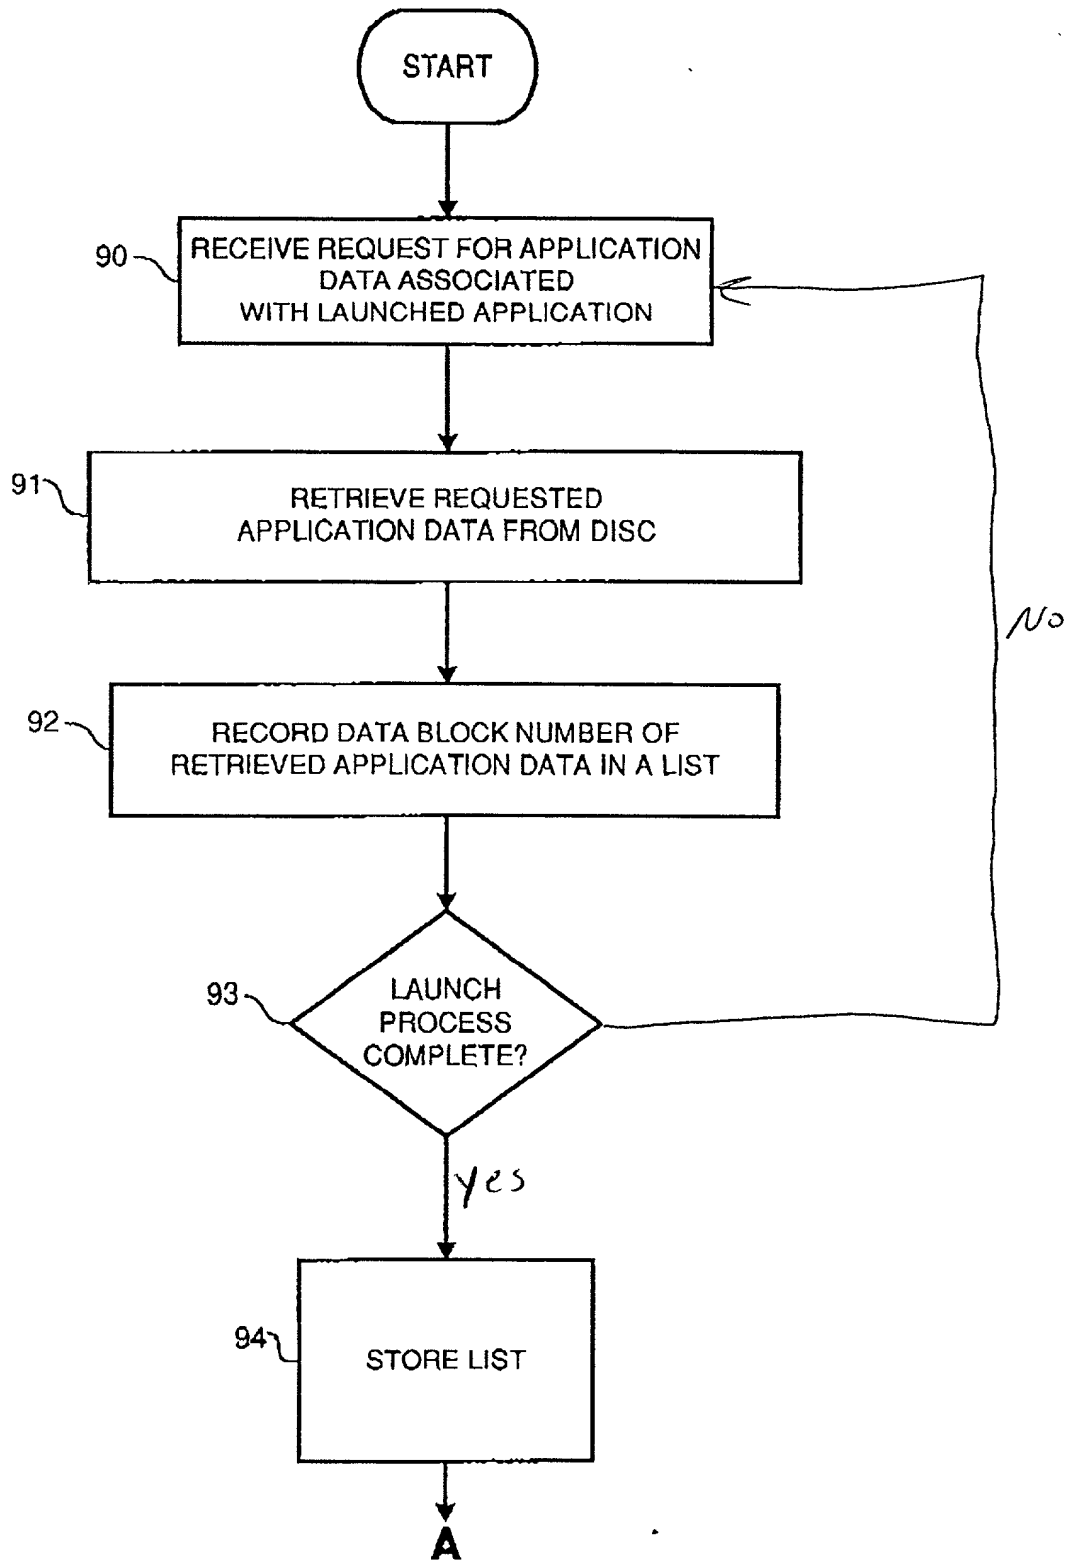 START
90
RECEIVE REQUEST FOR APPLICATION
DATA ASSOCIATED
WITH LAUNCHED APPLICATION
91
RETRIEVE REQUESTED
APPLICATION DATA FROM DISC
No
92
RECORD DATA BLOCK NUMBER OF
RETRIEVED APPLICATION DATA IN A LIST
93
LAUNCH
PROCESS
COMPLETE?
Yes
94
STORE LIST
A